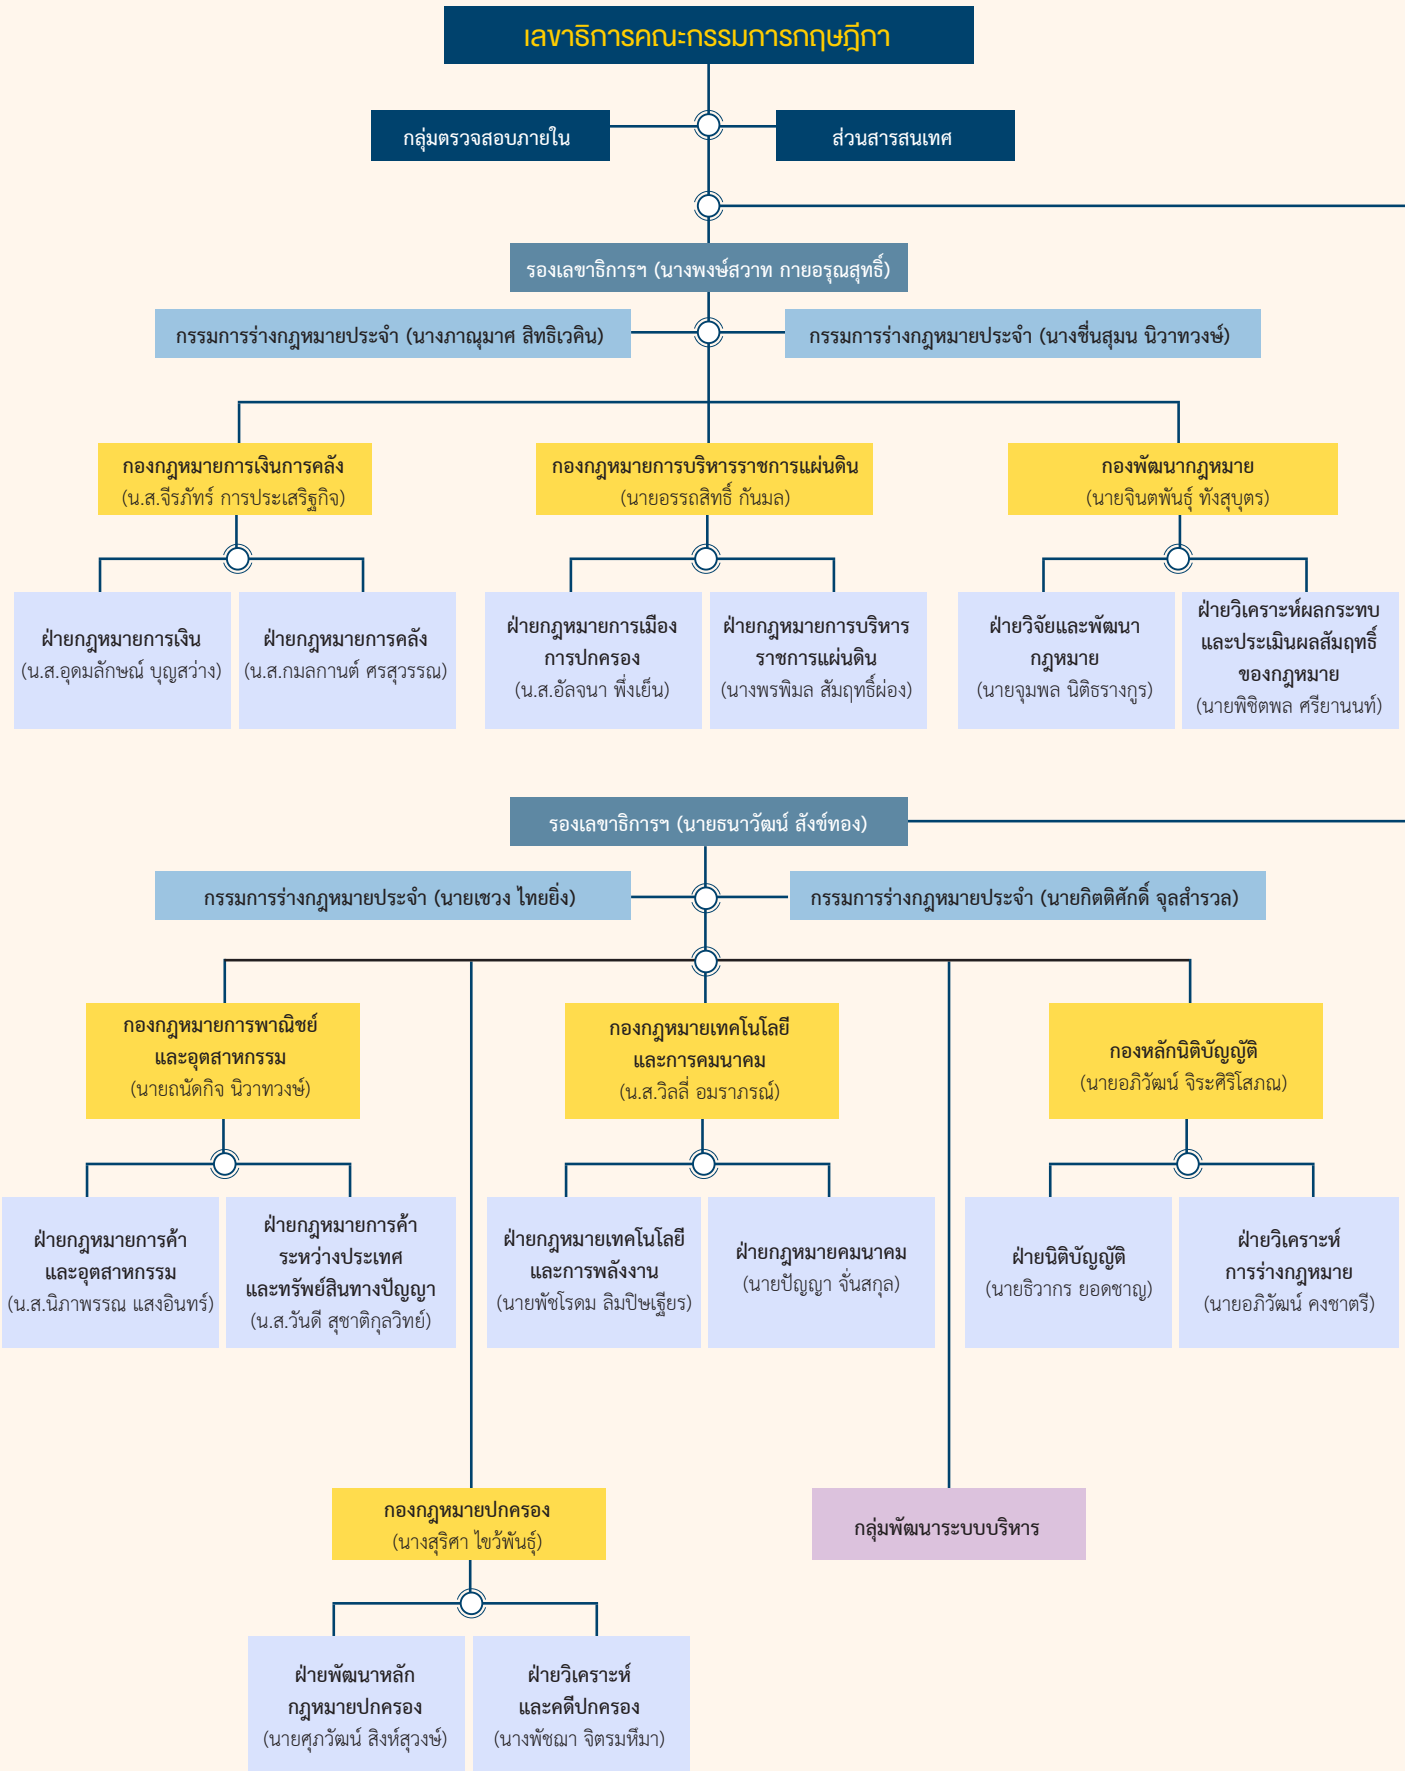 เลขาธิการคณะกรรมการกฤษฎีกา
กลุ่มตรวจสอบภายใน
ส่วนสารสนเทศ
รองเลขาธิการฯ (นางพงษ์สวาท กายอรุณสุทธิ์)
กรรมการร่างกฎหมายประจำ (นางภาณุมาศ สิทธิเวคิน)
กรรมการร่างกฎหมายประจำ (นางชื่นสุมน นิวาทวงษ์)
กองกฎหมายการเงินการคลัง
(น.ส.จีรภัทร์ การประเสริฐกิจ)
กองกฎหมายการบริหารราชการแผ่นดิน
(นายอรรถสิทธิ์ กันมล)
กองพัฒนากฎหมาย
(นายจินตพันธุ์ ทังสุบุตร)
ฝ่ายกฎหมายการเงิน
(น.ส.อุดมลักษณ์ บุญสว่าง)
ฝ่ายกฎหมายการคลัง
(น.ส.กมลกานต์ ศรสุวรรณ)
ฝ่ายกฎหมายการเมือง
การปกครอง
(น.ส.อัลจนา พึ่งเย็น)
ฝ่ายกฎหมายการบริหาร
ราชการแผ่นดิน
(นางพรพิมล สัมฤทธิ์ผ่อง)
ฝ่ายวิจัยและพัฒนา
กฎหมาย
(นายจุมพล นิติธรางกูร)
ฝ่ายวิเคราะห์ผลกระทบ
และประเมินผลสัมฤทธิ์
ของกฎหมาย
(นายพิชิตพล ศรียานนท์)
รองเลขาธิการฯ (นายธนาวัฒน์ สังข์ทอง)
กรรมการร่างกฎหมายประจำ (นายเชวง ไทยยิ่ง)
กรรมการร่างกฎหมายประจำ (นายกิตติศักดิ์ จุลสำรวล)
กองกฎหมายการพาณิชย์
และอุตสาหกรรม
(นายถนัดกิจ นิวาทวงษ์)
กองกฎหมายเทคโนโลยี
และการคมนาคม
(น.ส.วิลลี่ อมราภรณ์)
กองหลักนิติบัญญัติ
(นายอภิวัฒน์ จิระศิริโสภณ)
ฝ่ายกฎหมายการค้า
และอุตสาหกรรม
(น.ส.นิภาพรรณ แสงอินทร์)
ฝ่ายกฎหมายการค้า
ระหว่างประเทศ
และทรัพย์สินทางปัญญา
(น.ส.วันดี สุชาติกุลวิทย์)
ฝ่ายกฎหมายเทคโนโลยี
และการพลังงาน
(นายพัชโรดม ลิมปิษเฐียร)
ฝ่ายกฎหมายคมนาคม
(นายปัญญา จั่นสกุล)
ฝ่ายนิติบัญญัติ
(นายธิวากร ยอดชาญ)
ฝ่ายวิเคราะห์
การร่างกฎหมาย
(นายอภิวัฒน์ คงชาตรี)
กองกฎหมายปกครอง
(นางสุริศา ไขว้พันธุ์)
กลุ่มพัฒนาระบบบริหาร
ฝ่ายพัฒนาหลัก
กฎหมายปกครอง
(นายศุภวัฒน์ สิงห์สุวงษ์)
ฝ่ายวิเคราะห์
และคดีปกครอง
(นางพัชฌา จิตรมหึมา)